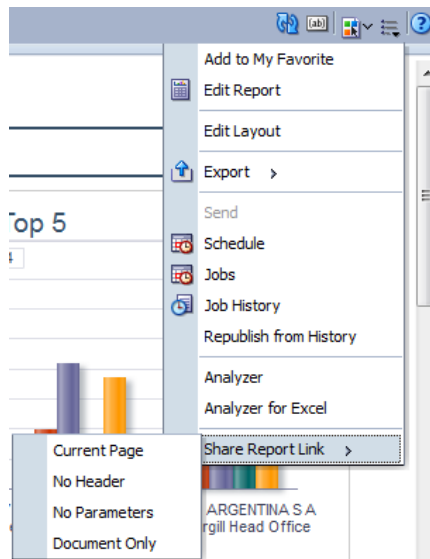 Add to My Favorite
Edit Report
Edit Layout
Export >
Top 5
Send
Schedule
Jobs
Job History
Republish from History
Analyzer
Analyzer for Excel
Share Report Link >
Current Page
No Header
No Parameters
Document Only
ARGENTINA S A
rgill Head Office